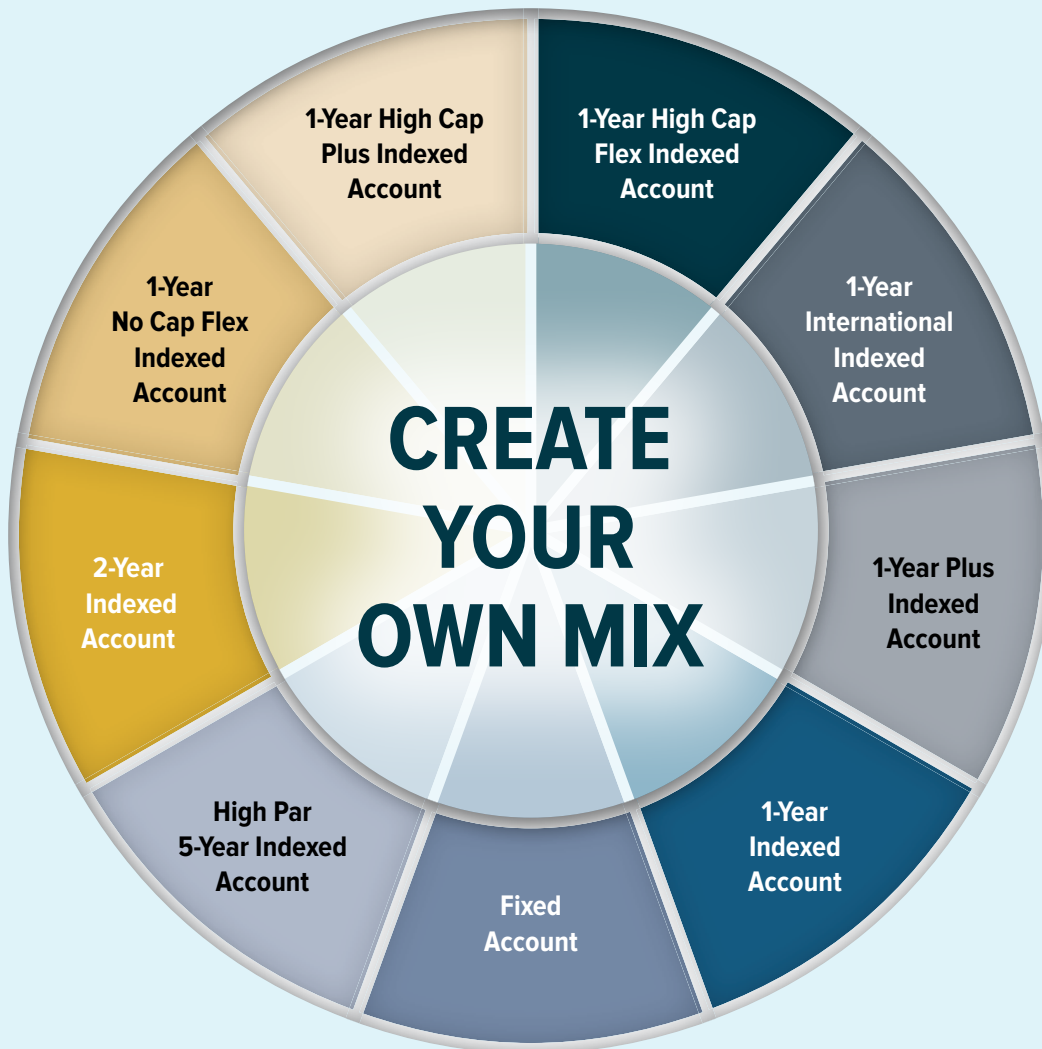 1-Year High Cap
Plus Indexed
Account
1-Year High Cap
Flex Indexed
Account
1-Year
International
Indexed
Account
1-Year Plus
Indexed
Account
1-Year
Indexed
Account
Fixed
Account
High Par
5-Year Indexed
Account
2-Year
Indexed
Account
1-Year
No Cap Flex
Indexed
Account
CREATE
YOUR
OWN MIX